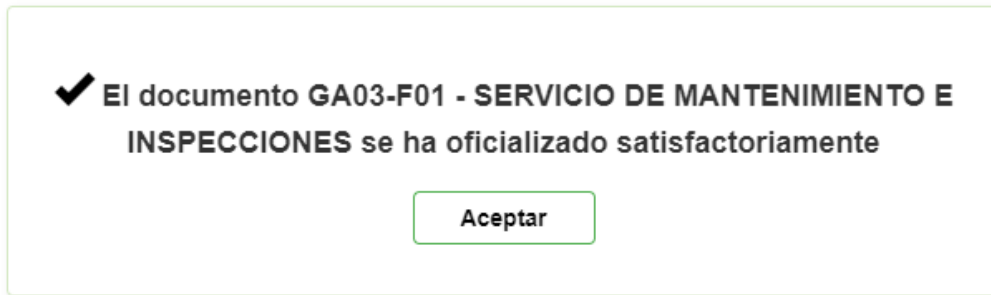 ✔ El documento GA03-F01 - SERVICIO DE MANTENIMIENTO E
INSPECCIONES se ha oficializado satisfactoriamente
Aceptar